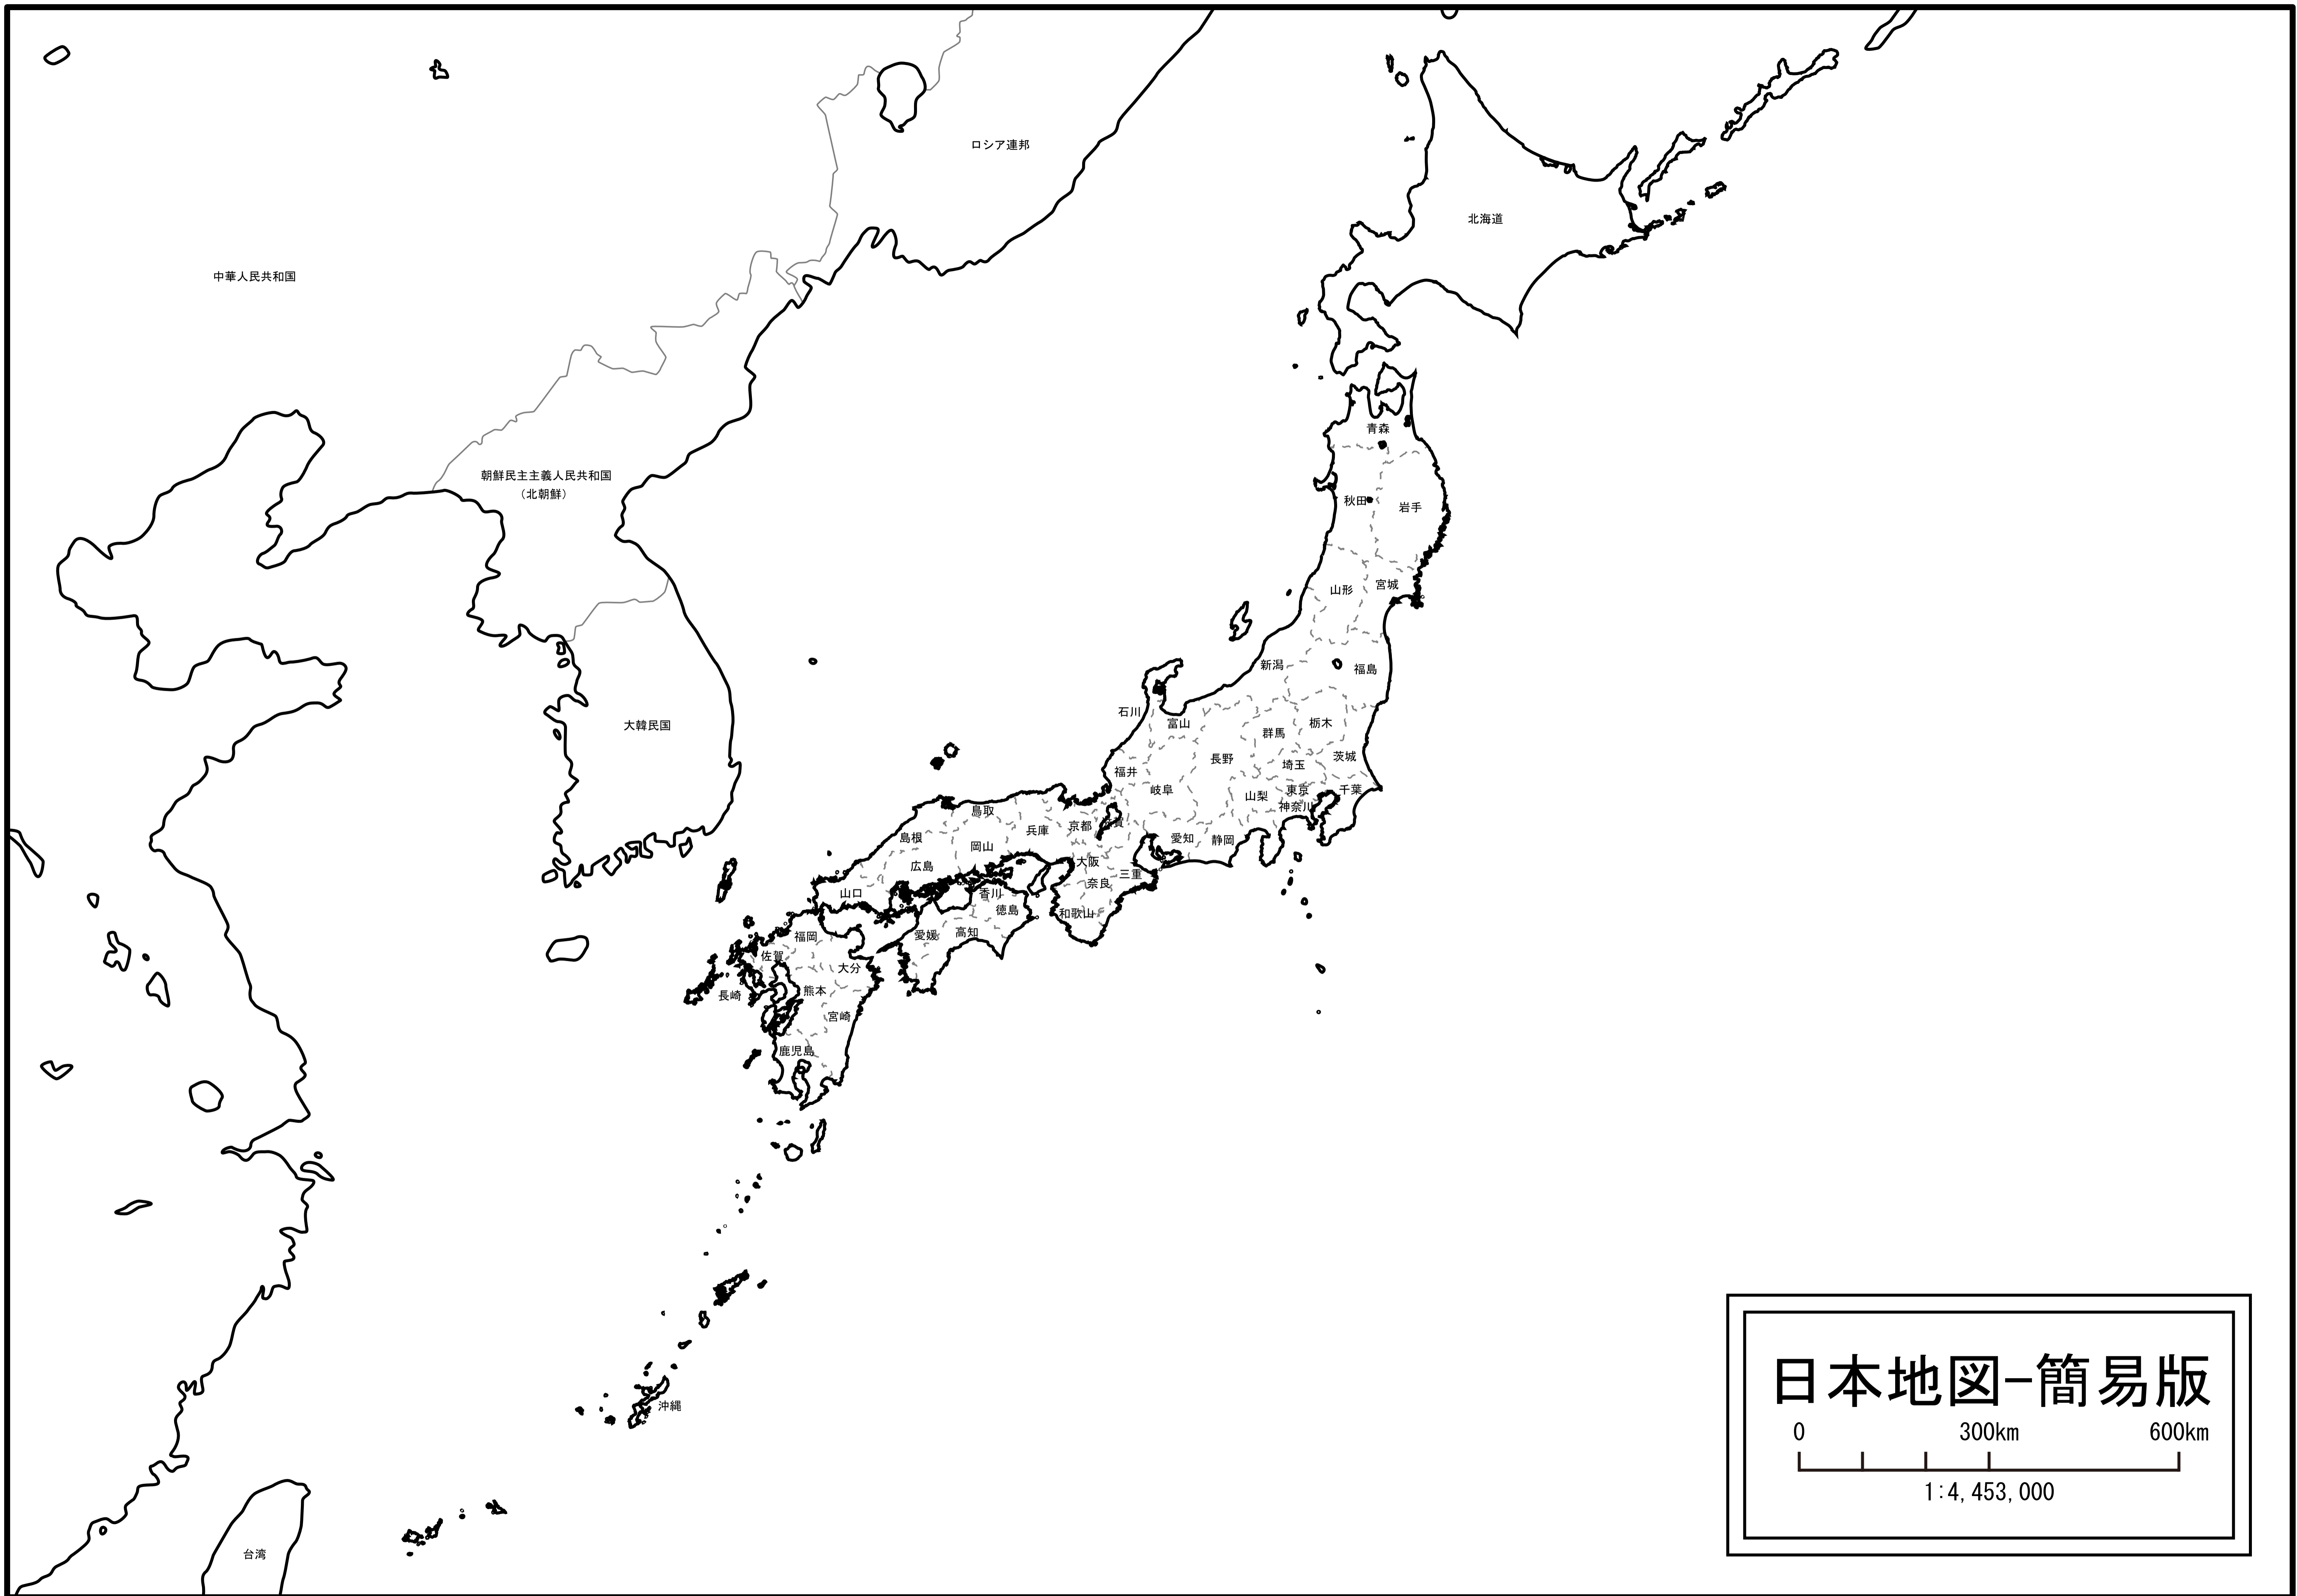 ロシア連邦
北海道
中華人民共和国
青森
朝鮮民主主義人民共和国
（北朝鮮）
秋田
岩手
山形
宮城
新潟
福島
石川
富山
大韓民国
群馬
栃木
長野
埼玉
茨城
福井
岐阜
山梨
東京
千葉
神奈川
鳥取
兵庫
京都
滋賀
島根
岡山
愛知
静岡
広島
大阪
三重
奈良
山口
香川
徳島
和歌山
福岡
愛媛
高知
佐賀
大分
長崎
熊本
宮崎
鹿児島
沖縄
台湾
日本地図−簡易版
0 300km 600km
1:4,453,000